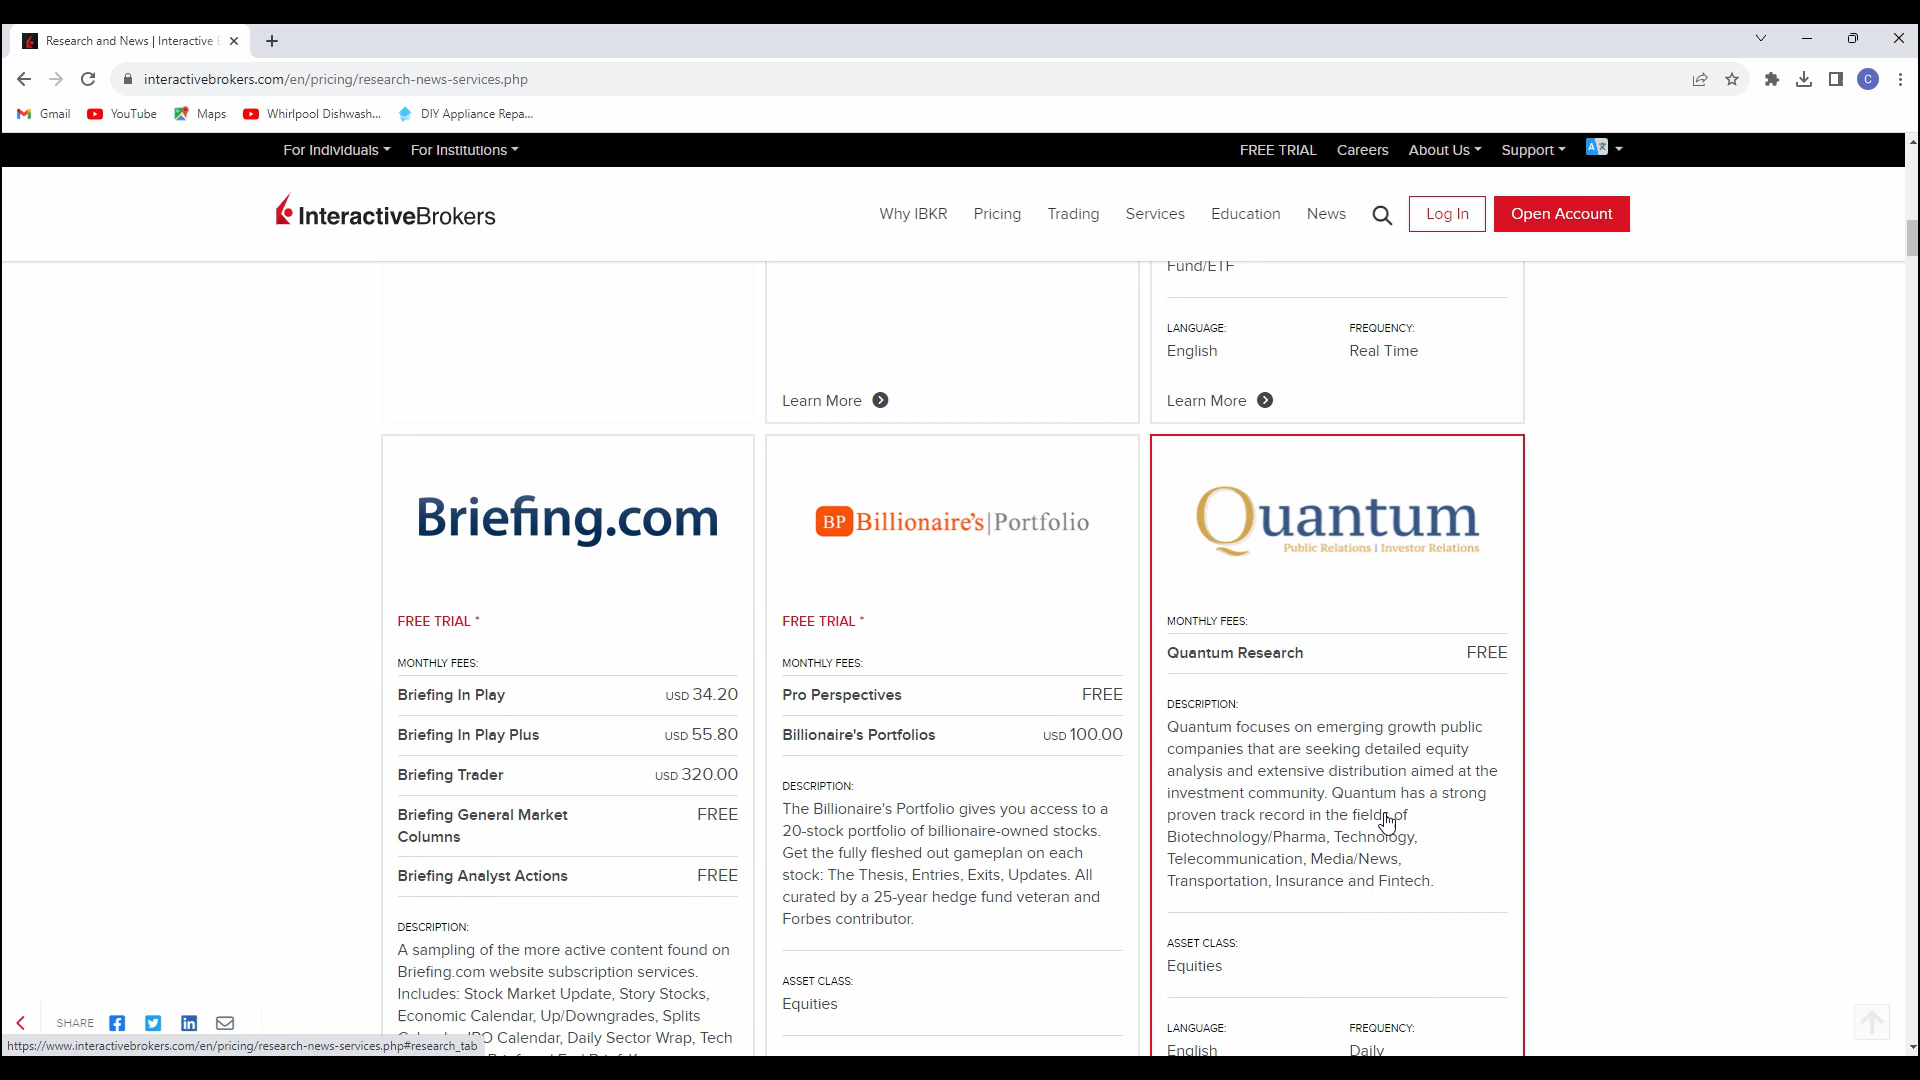 Research and News | Interactive
interactivebrokers.com/en/pricing/research-news-services.php
C
Gmail YouTube Maps Whirlpool Dishwash... DIY Appliance Repa...
For Individuals For Institutions FREE TRIAL Careers About Us Support
InteractiveBrokers Why IBKR Pricing Trading Services Education News Log In Open Account
Fund/ETF
LANGUAGE: FREQUENCY:
English Real Time
Learn More Learn More
Briefing.com
FREE TRIAL *
MONTHLY FEES:
Briefing In Play USD 34.20
Briefing In Play Plus USD 55.80
Briefing Trader USD 320.00
Briefing General Market FREE
Columns
Briefing Analyst Actions FREE
DESCRIPTION:
A sampling of the more active content found on
Briefing.com website subscription services.
Includes: Stock Market Update, Story Stocks,
Economic Calendar, Up/Downgrades, Splits
Calendar, Daily Sector Wrap, Tech
BP Billionaire's|Portfolio
FREE TRIAL *
MONTHLY FEES:
Pro Perspectives FREE
Billionaire's Portfolios USD 100.00
DESCRIPTION:
The Billionaire's Portfolio gives you access to a
20-stock portfolio of billionaire-owned stocks.
Get the fully fleshed out gameplan on each
stock: The Thesis, Entries, Exits, Updates. All
curated by a 25-year hedge fund veteran and
Forbes contributor.
ASSET CLASS:
Equities
Quantum
Public Relations | Investor Relations
MONTHLY FEES:
Quantum Research FREE
DESCRIPTION:
Quantum focuses on emerging growth public
companies that are seeking detailed equity
analysis and extensive distribution aimed at the
investment community. Quantum has a strong
proven track record in the fields of
Biotechnology/Pharma, Technology,
Telecommunication, Media/News,
Transportation, Insurance and Fintech.
ASSET CLASS:
Equities
LANGUAGE: FREQUENCY:
English Daily
SHARE
https://www.interactivebrokers.com/en/pricing/research-news-services.php#research_tab